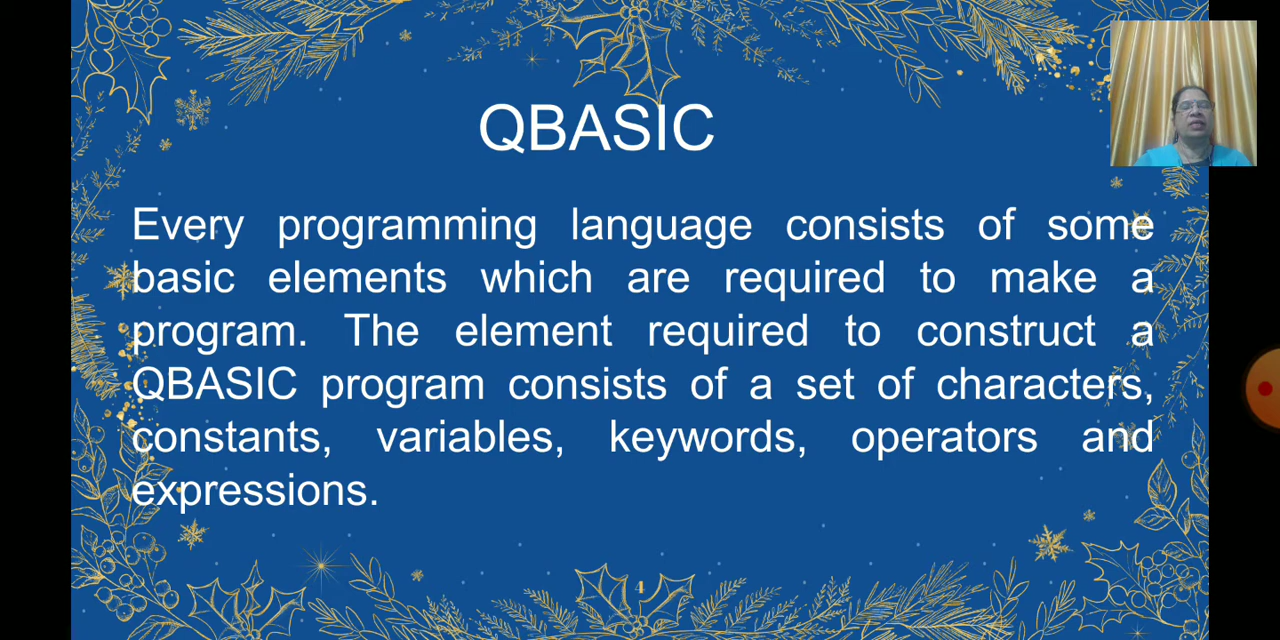 QBASIC
Every programming language consists of some
basic elements which are required to make a
program. The element required to construct a
QBASIC program consists of a set of characters,
constants, variables, keywords, operators and
expressions.
4